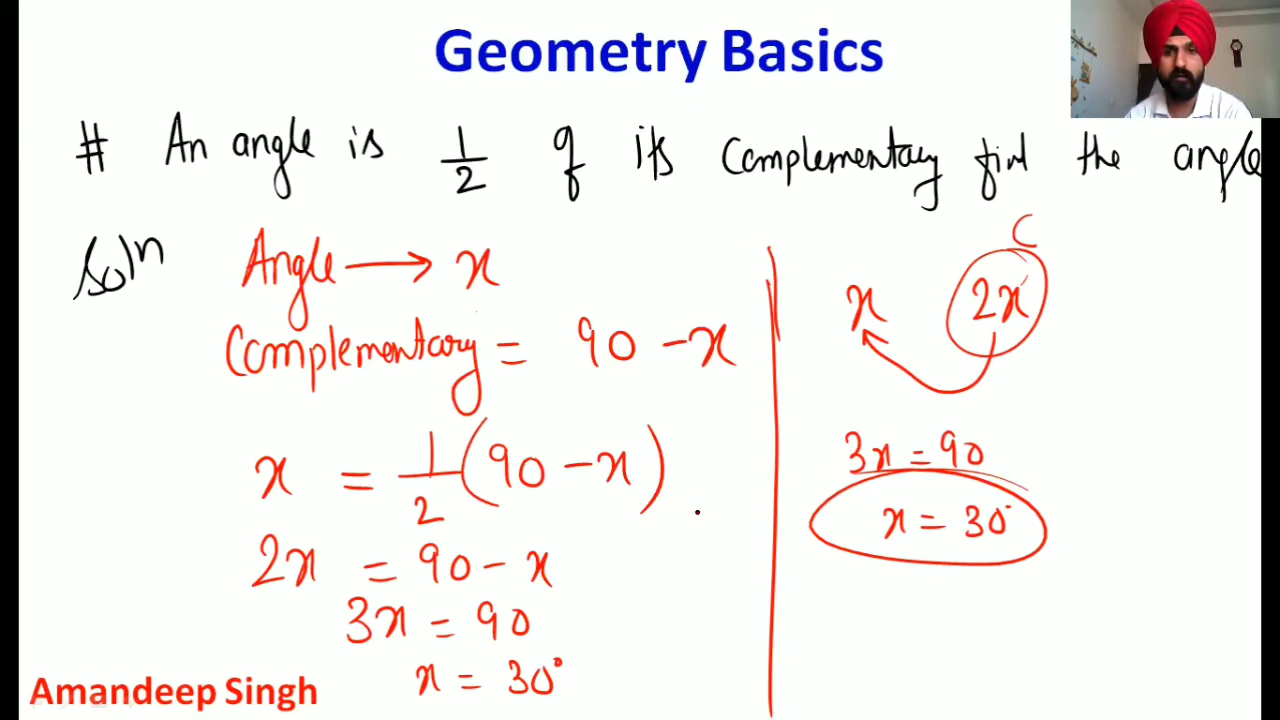 Geometry Basics
# An angle is 1/2 of its Complementary find the angle
Soln
Angle → x
Complementary = 90 - x
x = 1/2 (90 - x)
2x = 90 - x
3x = 90
x = 30°
C
x 2x
3x = 90
x = 30°
Amandeep Singh